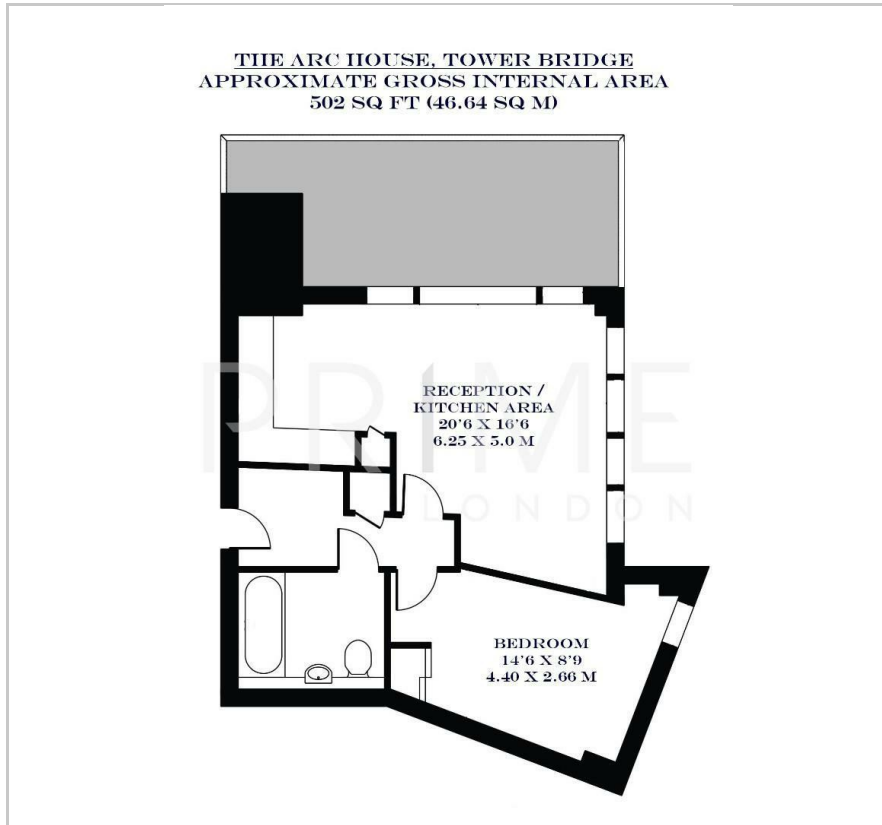 THE ARC HOUSE, TOWER BRIDGE
APPROXIMATE GROSS INTERNAL AREA
502 SQ FT (46.64 SQ M)
RECEPTION /
KITCHEN AREA
20'6 X 16'6
6.25 X 5.0 M
PRIME
LONDON
BEDROOM
14'6 X 8'9
4.40 X 2.66 M